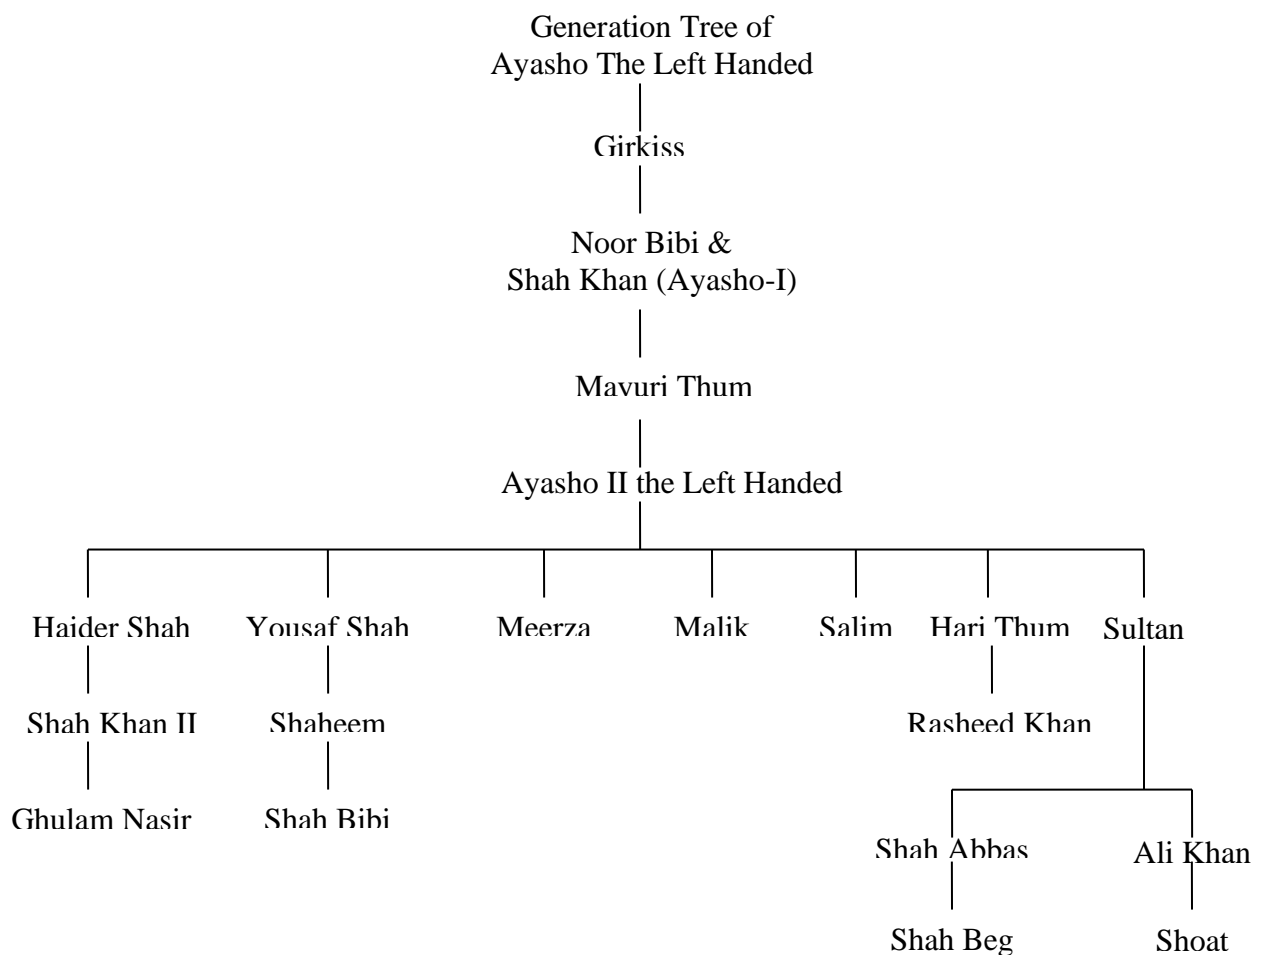 Generation Tree of
Ayasho The Left Handed
Girkiss
Noor Bibi &
Shah Khan (Ayasho-I)
Mayuri Thum
Ayasho II the Left Handed
Haider Shah
Yousaf Shah
Meerza
Malik
Salim
Hari Thum
Sultan
Shah Khan II
Shaheem
Rasheed Khan
Ghulam Nasir
Shah Bibi
Shah Abbas
Ali Khan
Shah Beg
Shoat